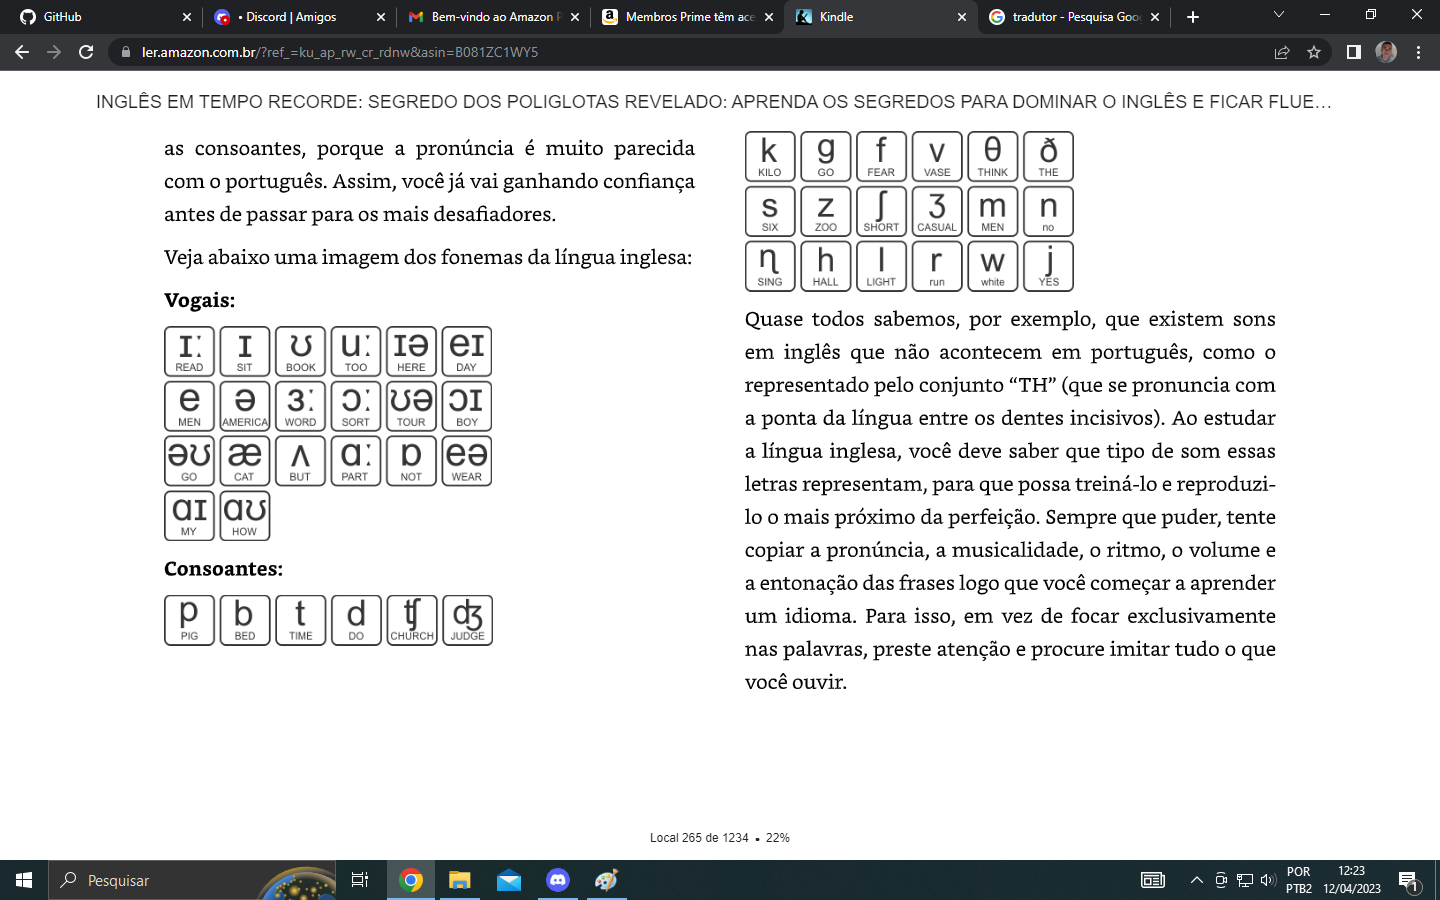 GitHub
• Discord | Amigos
Bem-vindo ao Amazon P
Membros Prime têm ace
Kindle
tradutor - Pesquisa Goo
ler.amazon.com.br/?ref_=ku_ap_rw_cr_rdnw&asin=B081ZC1WY5
INGLÊS EM TEMPO RECORDE: SEGREDO DOS POLIGLOTAS REVELADO: APRENDA OS SEGREDOS PARA DOMINAR O INGLÊS E FICAR FLUE…
as consoantes, porque a pronúncia é muito parecida
com o português. Assim, você já vai ganhando confiança
antes de passar para os mais desafiadores.
Veja abaixo uma imagem dos fonemas da língua inglesa:
Vogais:
ɪː ɪ ʊ uː ɪə eɪ
READ SIT BOOK TOO HERE DAY
e ə ɜː ɔː ʊə ɔɪ
MEN AMERICA WORD SORT TOUR BOY
əʊ æ ʌ ɑː ɒ eə
GO CAT BUT PART NOT WEAR
ɑɪ ɑʊ
MY HOW
Consoantes:
p b t d ʧ ʤ
PIG BED TIME DO CHURCH JUDGE
k g f v θ ð
KILO GO FEAR VASE THINK THE
s z ʃ ʒ m n
SIX ZOO SHORT CASUAL MEN no
ɳ h l r w j
SING HALL LIGHT run white YES
Quase todos sabemos, por exemplo, que existem sons
em inglês que não acontecem em português, como o
representado pelo conjunto “TH” (que se pronuncia com
a ponta da língua entre os dentes incisivos). Ao estudar
a língua inglesa, você deve saber que tipo de som essas
letras representam, para que possa treiná-lo e reproduzi-
lo o mais próximo da perfeição. Sempre que puder, tente
copiar a pronúncia, a musicalidade, o ritmo, o volume e
a entonação das frases logo que você começar a aprender
um idioma. Para isso, em vez de focar exclusivamente
nas palavras, preste atenção e procure imitar tudo o que
você ouvir.
Local 265 de 1234 • 22%
Pesquisar
POR
PTB2
12:23
12/04/2023
1